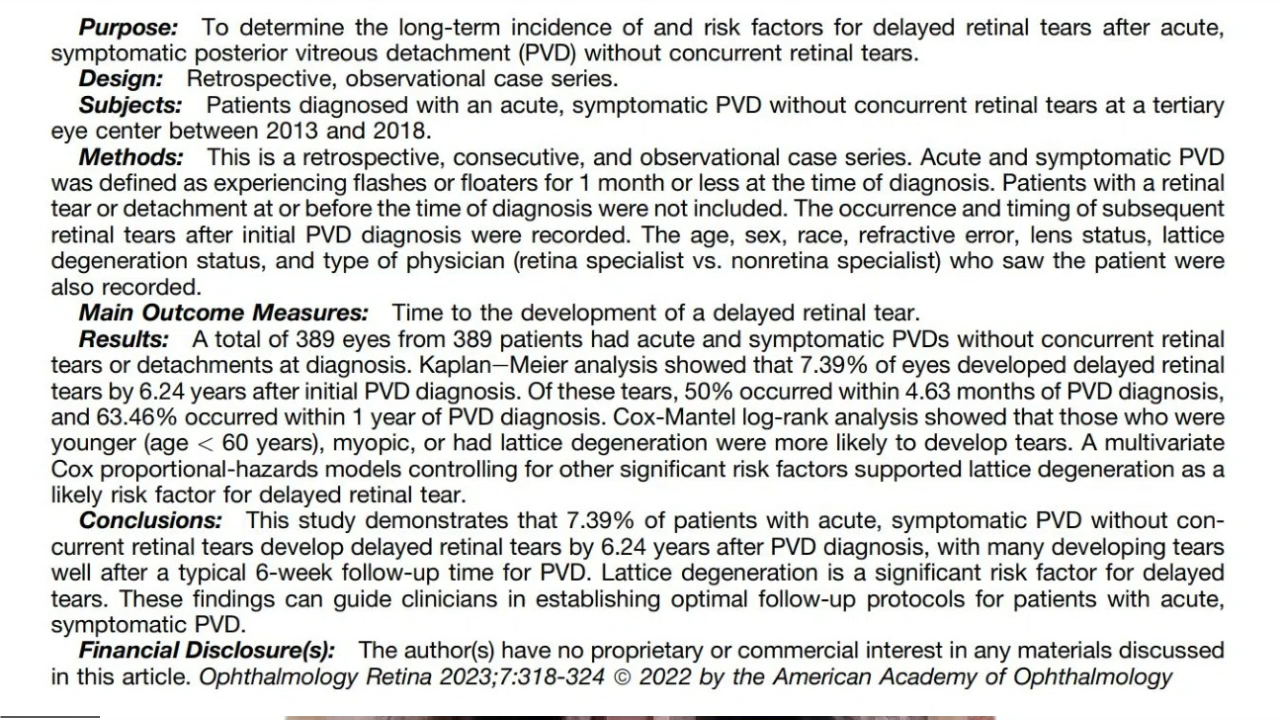 Purpose: To determine the long-term incidence of and risk factors for delayed retinal tears after acute,
symptomatic posterior vitreous detachment (PVD) without concurrent retinal tears.
Design: Retrospective, observational case series.
Subjects: Patients diagnosed with an acute, symptomatic PVD without concurrent retinal tears at a tertiary
eye center between 2013 and 2018.
Methods: This is a retrospective, consecutive, and observational case series. Acute and symptomatic PVD
was defined as experiencing flashes or floaters for 1 month or less at the time of diagnosis. Patients with a retinal
tear or detachment at or before the time of diagnosis were not included. The occurrence and timing of subsequent
retinal tears after initial PVD diagnosis were recorded. The age, sex, race, refractive error, lens status, lattice
degeneration status, and type of physician (retina specialist vs. nonretina specialist) who saw the patient were
also recorded.
Main Outcome Measures: Time to the development of a delayed retinal tear.
Results: A total of 389 eyes from 389 patients had acute and symptomatic PVDs without concurrent retinal
tears or detachments at diagnosis. Kaplan–Meier analysis showed that 7.39% of eyes developed delayed retinal
tears by 6.24 years after initial PVD diagnosis. Of these tears, 50% occurred within 4.63 months of PVD diagnosis,
and 63.46% occurred within 1 year of PVD diagnosis. Cox-Mantel log-rank analysis showed that those who were
younger (age < 60 years), myopic, or had lattice degeneration were more likely to develop tears. A multivariate
Cox proportional-hazards models controlling for other significant risk factors supported lattice degeneration as a
likely risk factor for delayed retinal tear.
Conclusions: This study demonstrates that 7.39% of patients with acute, symptomatic PVD without con-
current retinal tears develop delayed retinal tears by 6.24 years after PVD diagnosis, with many developing tears
well after a typical 6-week follow-up time for PVD. Lattice degeneration is a significant risk factor for delayed
tears. These findings can guide clinicians in establishing optimal follow-up protocols for patients with acute,
symptomatic PVD.
Financial Disclosure(s): The author(s) have no proprietary or commercial interest in any materials discussed
in this article. Ophthalmology Retina 2023;7:318-324 © 2022 by the American Academy of Ophthalmology